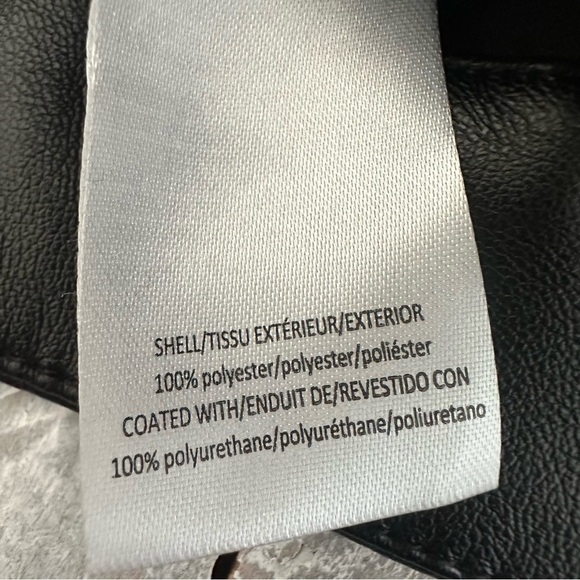 SHELL/TISSU EXTÉRIEUR/EXTERIOR
100% polyester/polyester/poliéster
COATED WITH/ENDUIT DE/REVESTIDO CON
100% polyurethane/polyuréthane/poliuretano